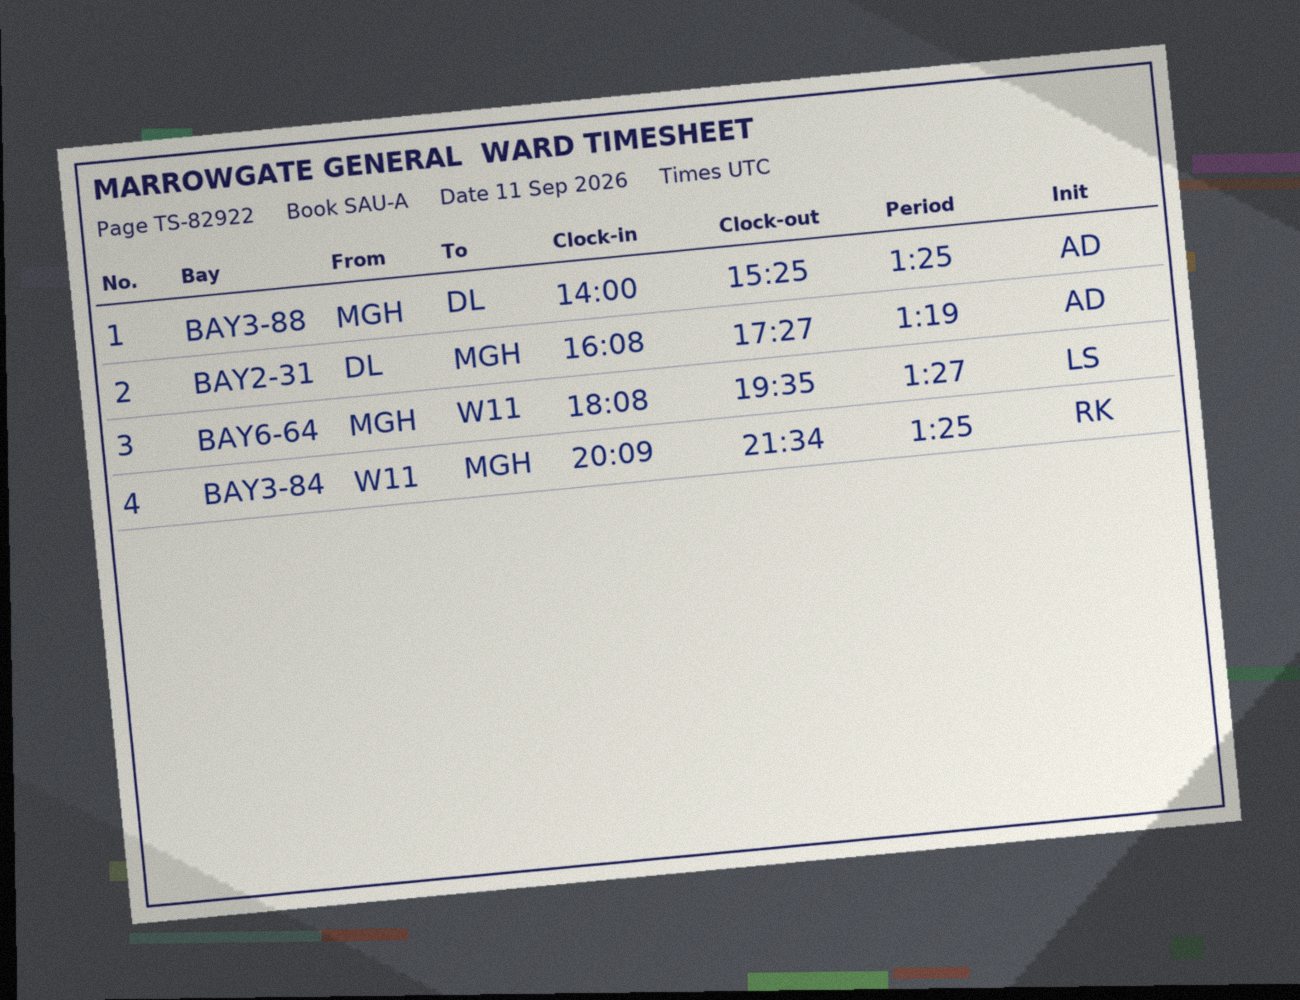 MARROWGATE GENERAL WARD TIMESHEET
Page TS-82922 Book SAU-A Date 11 Sep 2026 Times UTC
No. Bay From To Clock-in Clock-out Period Init
1 BAY3-88 MGH DL 14:00 15:25 1:25 AD
2 BAY2-31 DL MGH 16:08 17:27 1:19 AD
3 BAY6-64 MGH W11 18:08 19:35 1:27 LS
4 BAY3-84 W11 MGH 20:09 21:34 1:25 RK